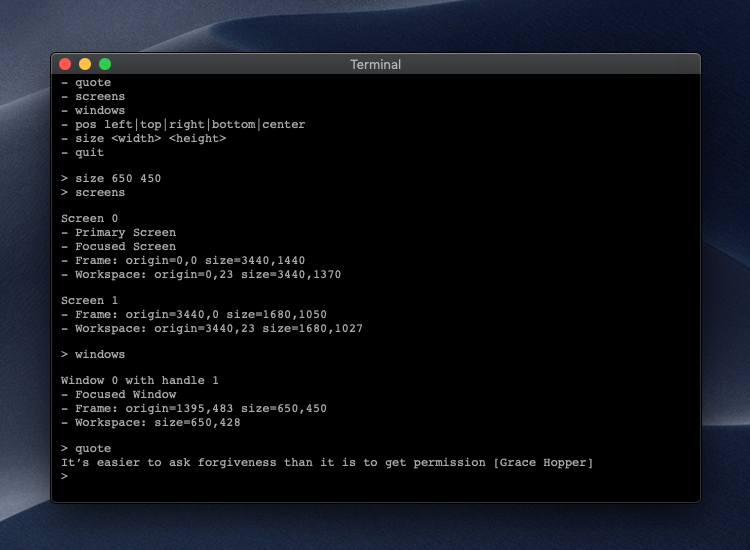 Terminal
- quote
- screens
- windows
- pos left|top|right|bottom|center
- size <width> <height>
- quit
> size 650 450
> screens
Screen 0
- Primary Screen
- Focused Screen
- Frame: origin=0,0 size=3440,1440
- Workspace: origin=0,23 size=3440,1370
Screen 1
- Frame: origin=3440,0 size=1680,1050
- Workspace: origin=3440,23 size=1680,1027
> windows
Window 0 with handle 1
- Focused Window
- Frame: origin=1395,483 size=650,450
- Workspace: size=650,428
> quote
It's easier to ask forgiveness than it is to get permission [Grace Hopper]
>